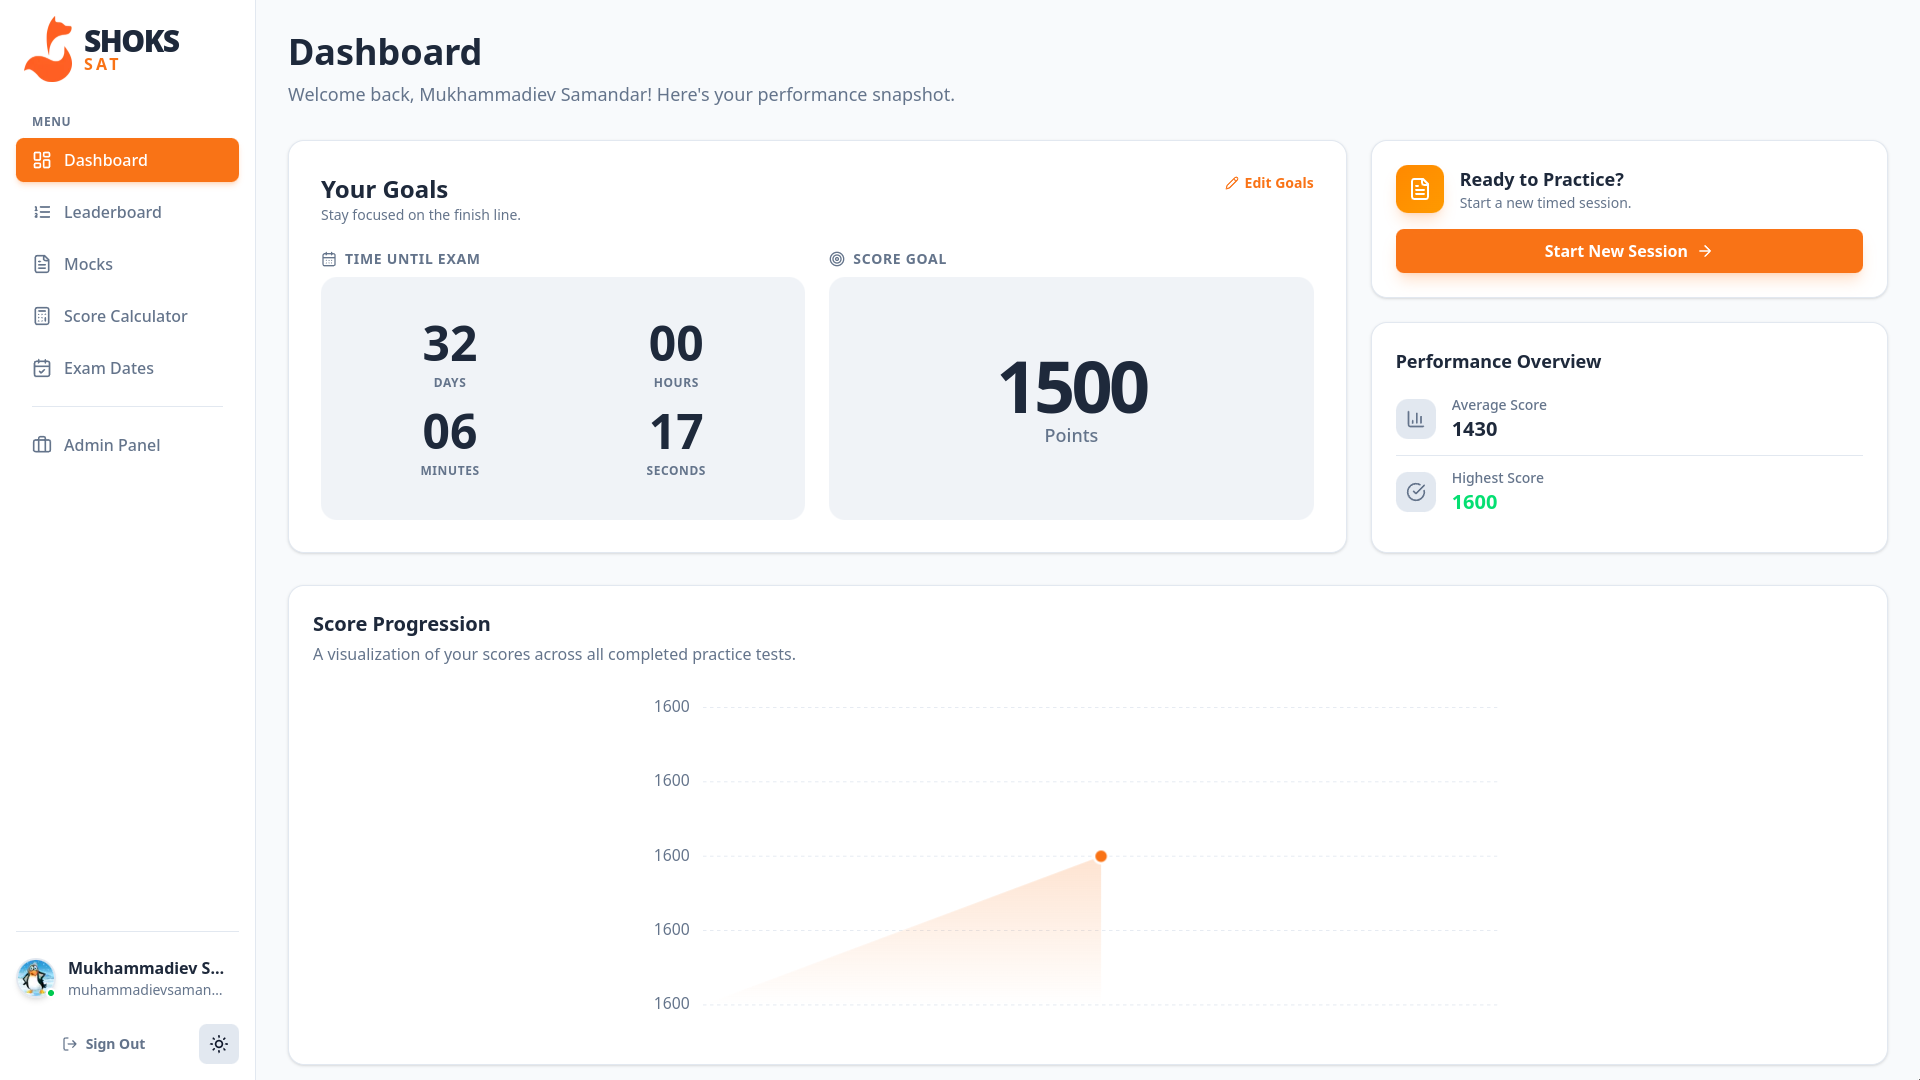 SHOKS
SAT
MENU
Dashboard
Leaderboard
Mocks
Score Calculator
Exam Dates
Admin Panel
Mukhammadiev S...
muhammadievsaman...
Sign Out
Dashboard
Welcome back, Mukhammadiev Samandar! Here's your performance snapshot.
Your Goals
Stay focused on the finish line.
Edit Goals
TIME UNTIL EXAM
32
DAYS
00
HOURS
06
MINUTES
17
SECONDS
SCORE GOAL
1500
Points
Ready to Practice?
Start a new timed session.
Start New Session
Performance Overview
Average Score
1430
Highest Score
1600
Score Progression
A visualization of your scores across all completed practice tests.
1600
1600
1600
1600
1600